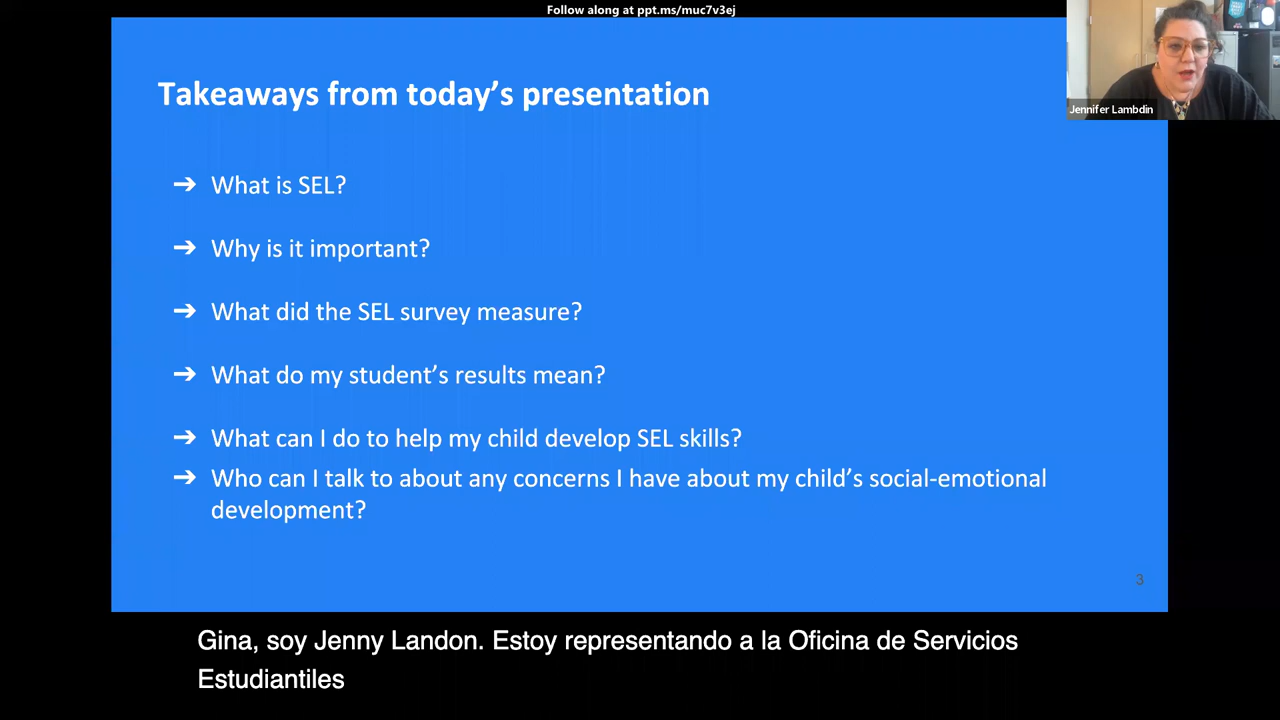 Follow along at ppt.ms/muc7v3ej
Jennifer Lambdin
Takeaways from today’s presentation
➔ What is SEL?
➔ Why is it important?
➔ What did the SEL survey measure?
➔ What do my student’s results mean?
➔ What can I do to help my child develop SEL skills?
➔ Who can I talk to about any concerns I have about my child’s social-emotional
development?
3
Gina, soy Jenny Landon. Estoy representando a la Oficina de Servicios
Estudiantiles